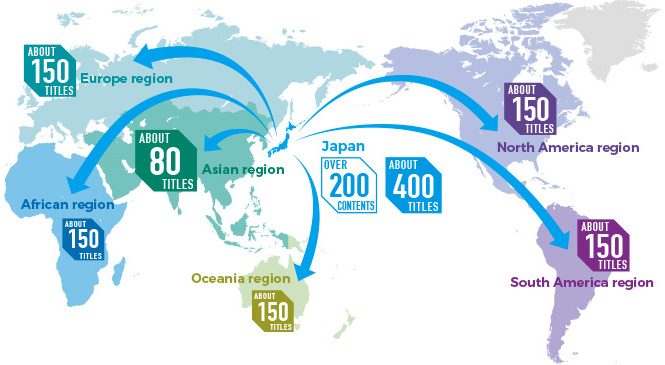 ABOUT
150
TITLES
Europe region
ABOUT
80
TITLES
Asian region
African region
ABOUT
150
TITLES
Oceania region
ABOUT
150
TITLES
Japan
OVER
200
CONTENTS
ABOUT
400
TITLES
ABOUT
150
TITLES
North America region
ABOUT
150
TITLES
South America region